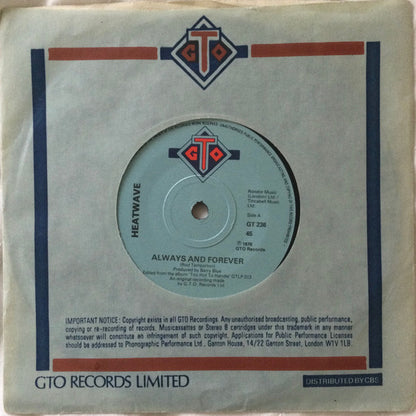 GTO
GTO
HEATWAVE
Rondor Music
(London) Ltd./
Tincabell Music
Ltd.
Side A
GT 236
45
℗ 1976
GTO Records
ALWAYS AND FOREVER
(Rod Temperton)
Produced by Barry Blue
Edited from the album 'Too Hot To Handle' GTLP 013
An original recording made
by G.T.O. Records Ltd.
IMPORTANT NOTICE: Copyright exists in all GTO Recordings. Any unauthorised broadcasting, public performance,
copying or re-recording of records, Musicassettes or Stereo 8 cartridges under this trademark in any manner
whatsoever will constitute an infringement of such copyright. Applications for Public Performance Licenses
should be addressed to Phonographic Performance Ltd., Ganton House, 14/22 Ganton Street, London W1V 1LB
GTO RECORDS LIMITED
DISTRIBUTED BY CBS